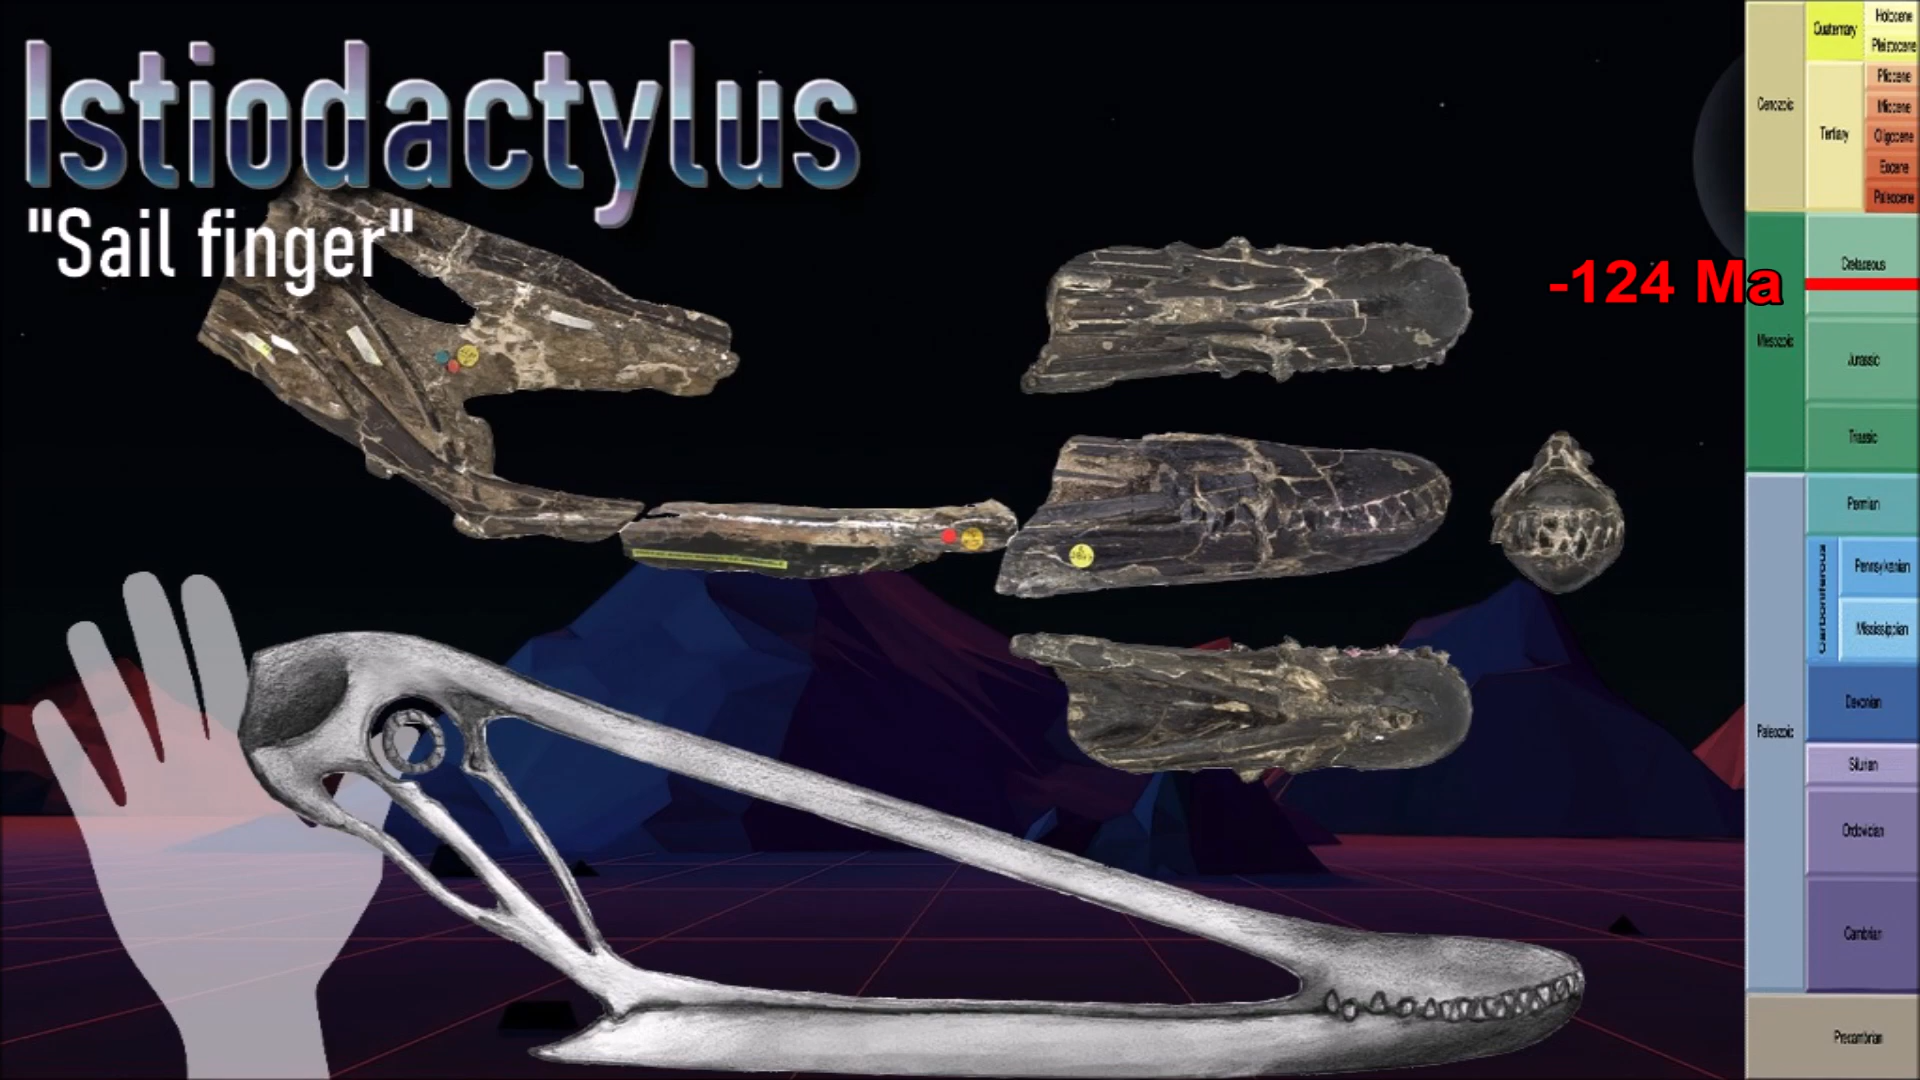 Istiodactylus
"Sail finger"
-124 Ma
Cenozoic
Quaternary
Holocene
Pleistocene
Tertiary
Pliocene
Miocene
Oligocene
Eocene
Paleocene
Mesozoic
Cretaceous
Jurassic
Triassic
Paleozoic
Permian
Carboniferous
Pennsylvanian
Mississippian
Devonian
Silurian
Ordovician
Cambrian
Precambrian